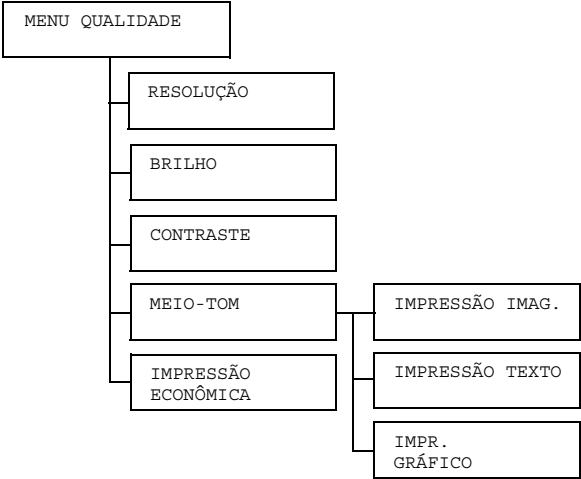 MENU QUALIDADE
RESOLUÇÃO
BRILHO
CONTRASTE
MEIO-TOM
IMPRESSÃO IMAG.
IMPRESSÃO TEXTO
IMPR.
GRÁFICO
IMPRESSÃO
ECONÔMICA